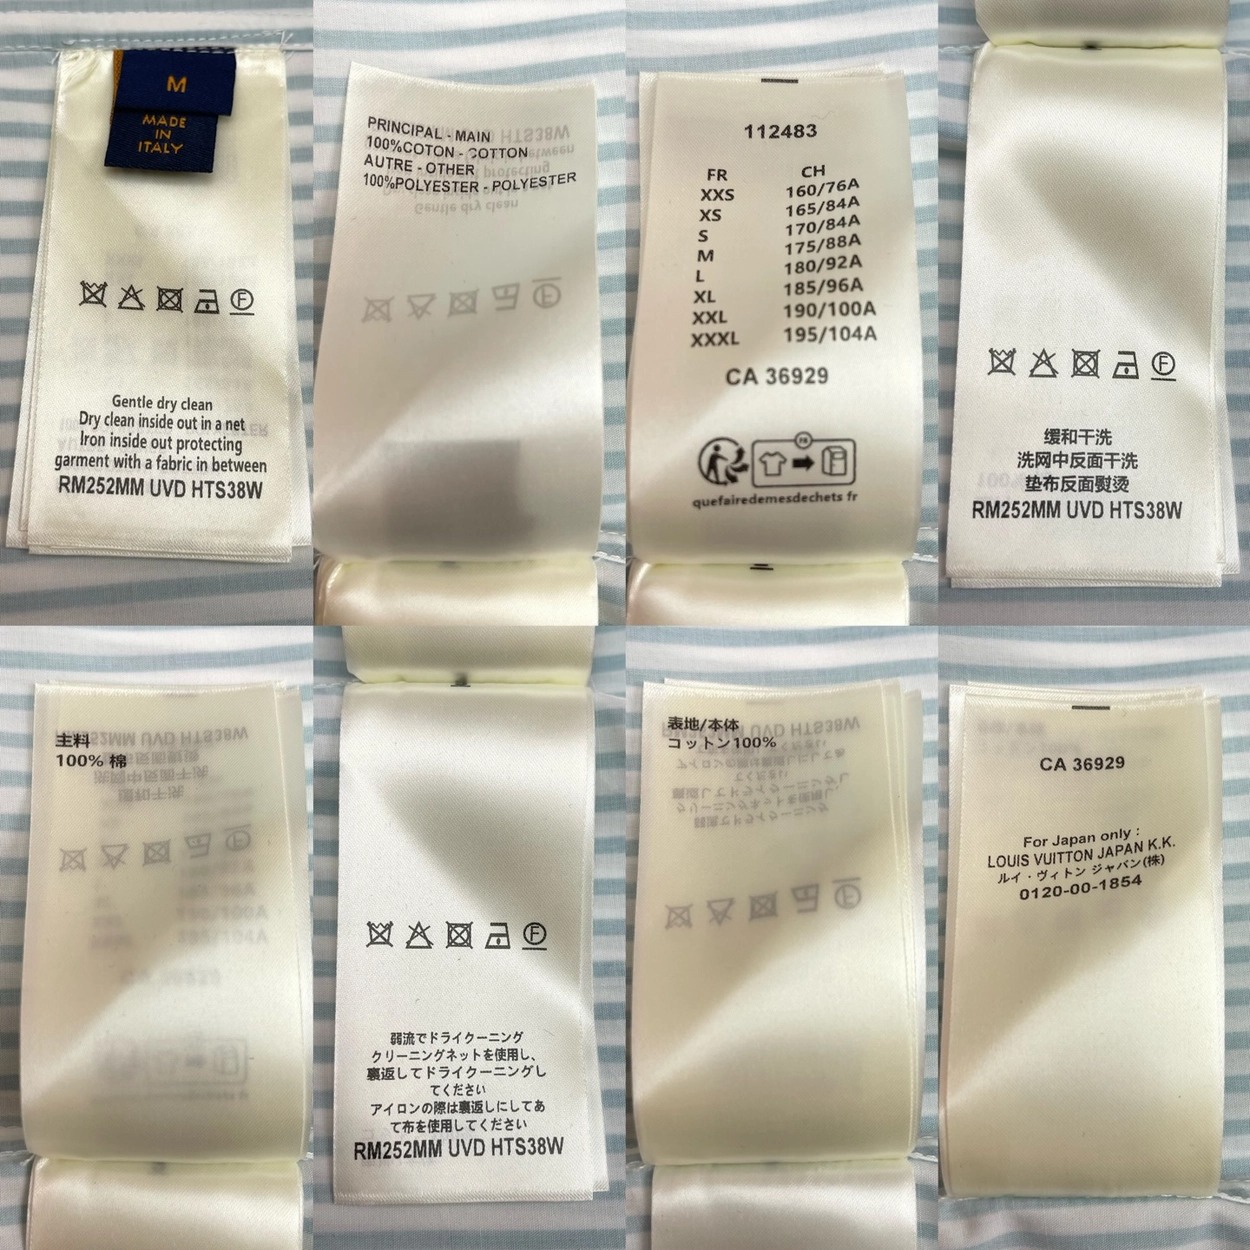 M
MADE
IN
ITALY
Gentle dry clean
Dry clean inside out in a net
Iron inside out protecting
garment with a fabric in between
RM252MM UVD HTS38W
PRINCIPAL - MAIN
100%COTON - COTTON
AUTRE - OTHER
100%POLYESTER - POLYESTER
112483
FR CH
XXS 160/76A
XS 165/84A
S 170/84A
M 175/88A
L 180/92A
XL 185/96A
XXL 190/100A
XXXL 195/104A
CA 36929
FR
quefairedemesdechets fr
F
缓和干洗
洗网中反面干洗
垫布反面熨烫
RM252MM UVD HTS38W
主料
100% 棉
F
弱流でドライクーニング
クリーニングネットを使用し、
裏返してドライクーニングし
てください
アイロンの際は裏返しにしてあ
て布を使用してください
RM252MM UVD HTS38W
表地/本体
コットン100%
CA 36929
For Japan only :
LOUIS VUITTON JAPAN K.K.
ルイ・ヴィトン ジャパン(株)
0120-00-1854